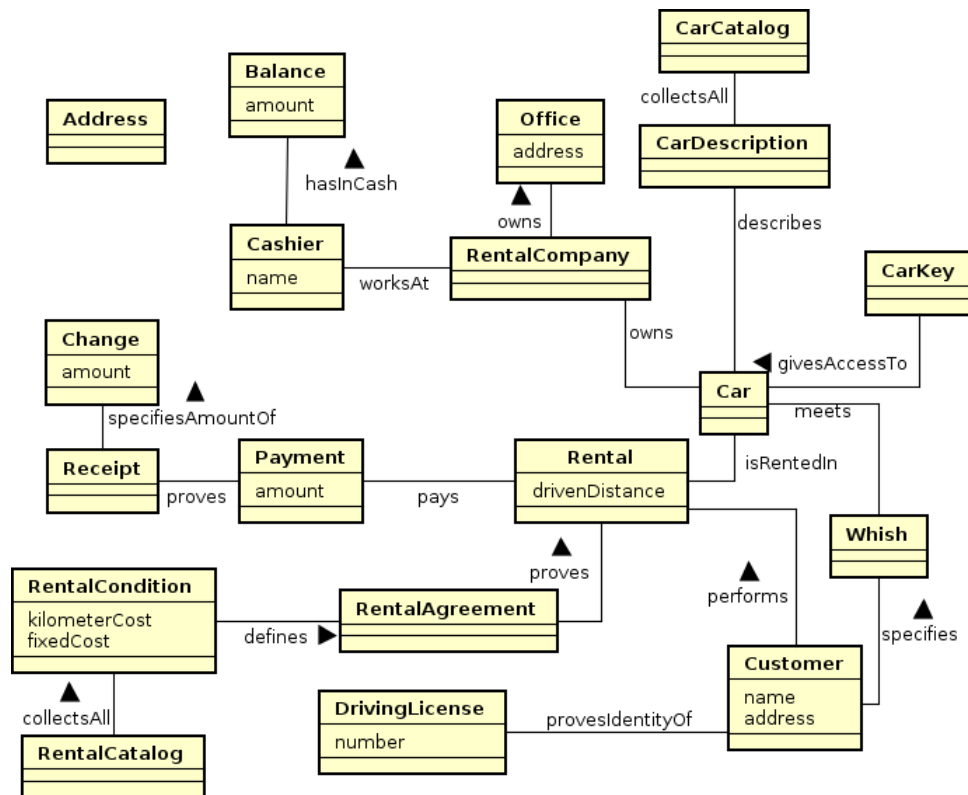 CarCatalog
collectsAll
Balance
amount
Address
Office
address
CarDescription
hasInCash
owns
describes
Cashier
name
worksAt
RentalCompany
CarKey
owns
Change
amount
givesAccessTo
Car
meets
specifiesAmountOf
isRentedIn
Receipt
proves
Payment
amount
pays
Rental
drivenDistance
Whish
RentalCondition
kilometerCost
fixedCost
proves
performs
RentalAgreement
defines
specifies
Customer
name
address
collectsAll
DrivingLicense
number
provesIdentityOf
RentalCatalog